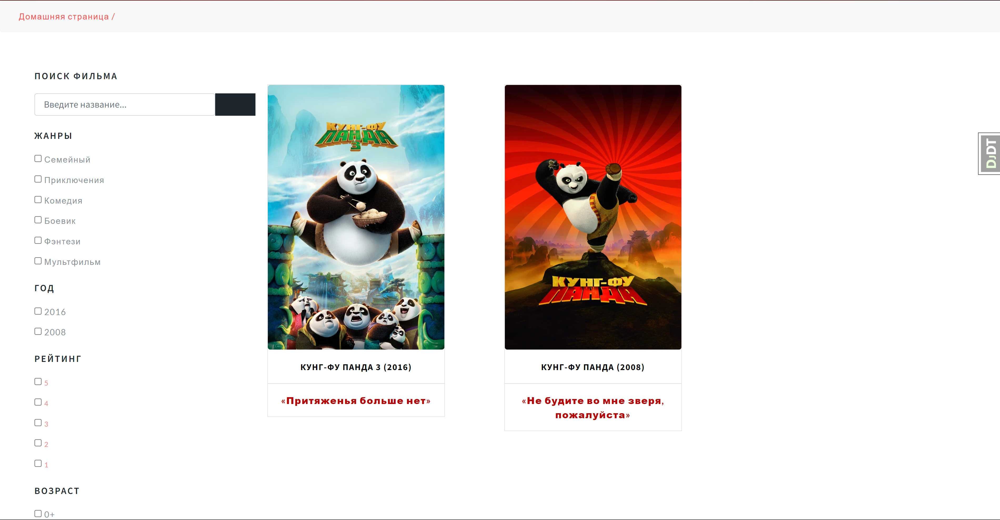 Домашняя страница /
ПОИСК ФИЛЬМА
Введите название...
ЖАНРЫ
Семейный
Приключения
Комедия
Боевик
Фэнтези
Мультфильм
ГОД
2016
2008
РЕЙТИНГ
5
4
3
2
1
ВОЗРАСТ
0+
КУНГ-ФУ
ПАНДА
3
КУНГ-ФУ ПАНДА 3 (2016)
«Притяженья больше нет»
КУНГ-ФУ
ПАНДА
КУНГ-ФУ ПАНДА (2008)
«Не будите во мне зверя,
пожалуйста»
DJDT